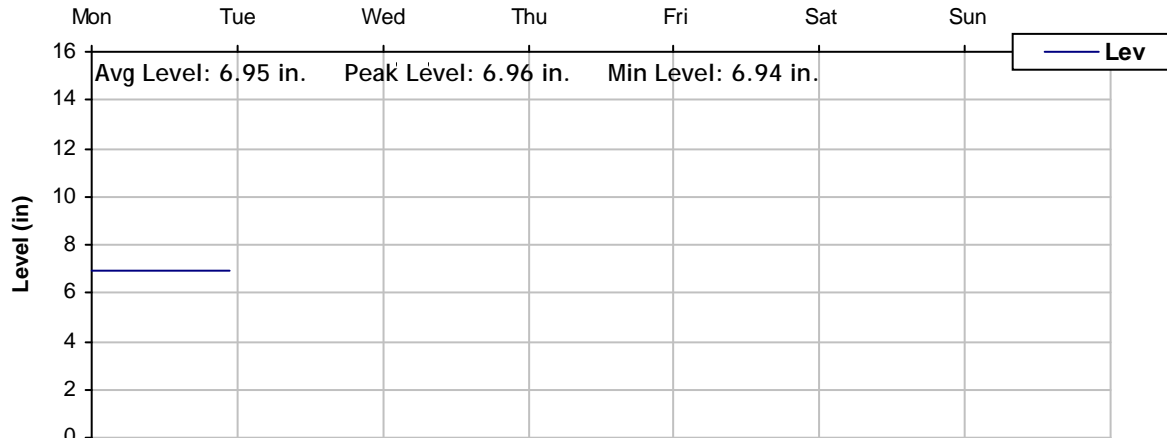 Mon Tue Wed Thu Fri Sat Sun
Lev
16
Avg Level: 6.95 in. Peak Level: 6.96 in. Min Level: 6.94 in.
14
12
10
8
6
4
2
0
Level (in)